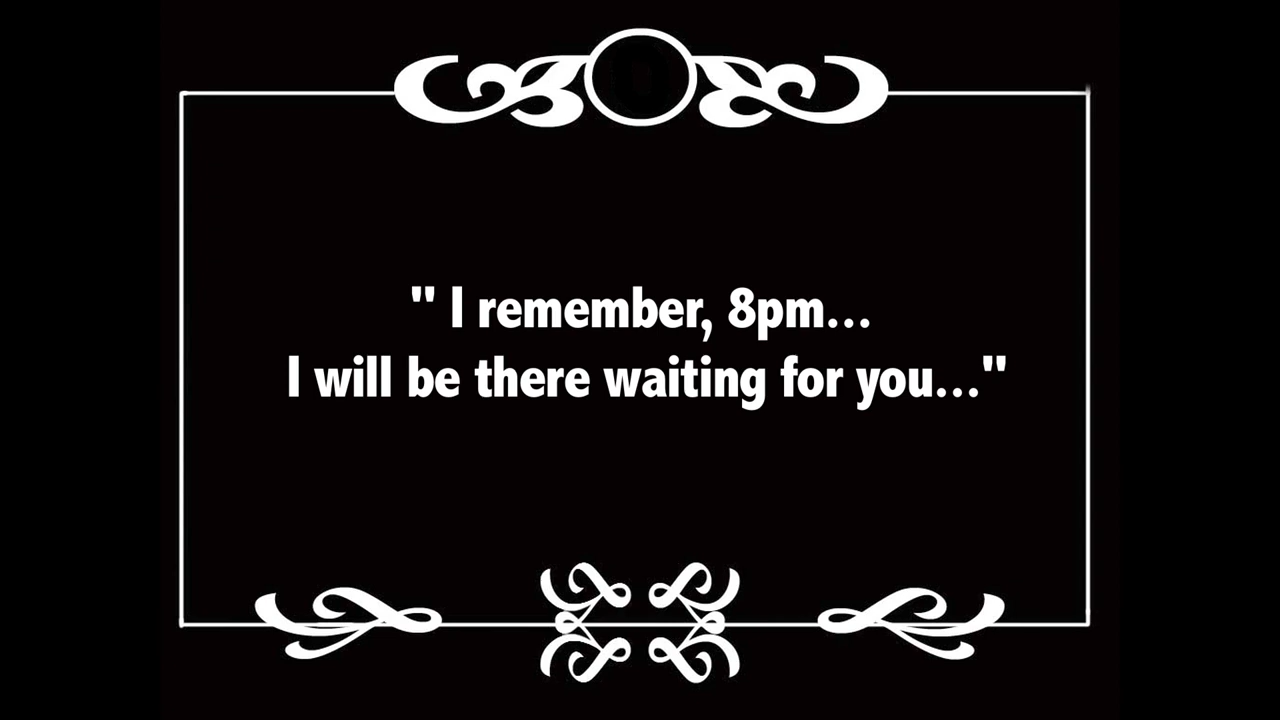 " I remember, 8pm...
I will be there waiting for you..."